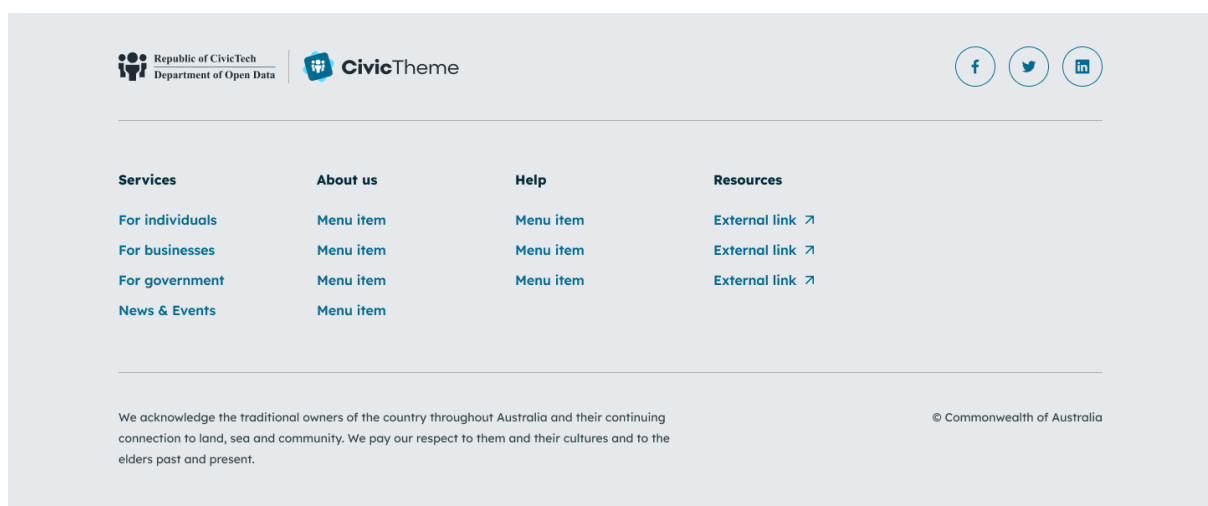 Republic of CivicTech
Department of Open Data
CivicTheme
Services
For individuals
For businesses
For government
News & Events
About us
Menu item
Menu item
Menu item
Menu item
Help
Menu item
Menu item
Menu item
Resources
External link
External link
External link
We acknowledge the traditional owners of the country throughout Australia and their continuing
connection to land, sea and community. We pay our respect to them and their cultures and to the
elders past and present.
© Commonwealth of Australia